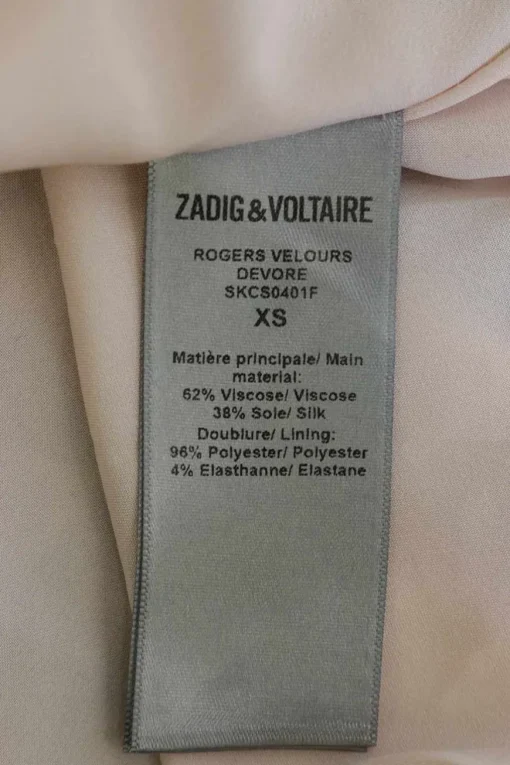 ZADIG&VOLTAIRE
ROGERS VELOURS
DEVORE
SKCS0401F
XS
Matière principale/ Main
material:
62% Viscose/ Viscose
38% Soie/ Silk
Doublure/ Lining:
96% Polyester/ Polyester
4% Elasthanne/ Elastane